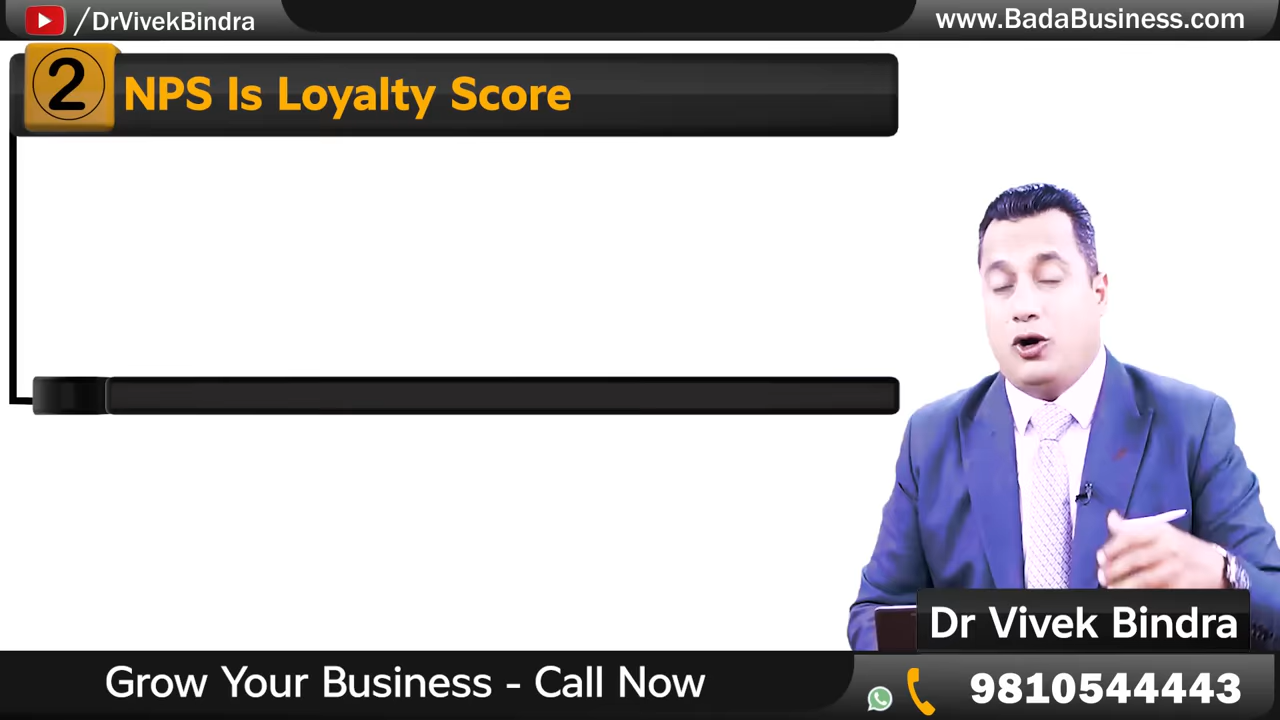 /DrVivekBindra
www.BadaBusiness.com
2
NPS Is Loyalty Score
Dr Vivek Bindra
Grow Your Business - Call Now
9810544443